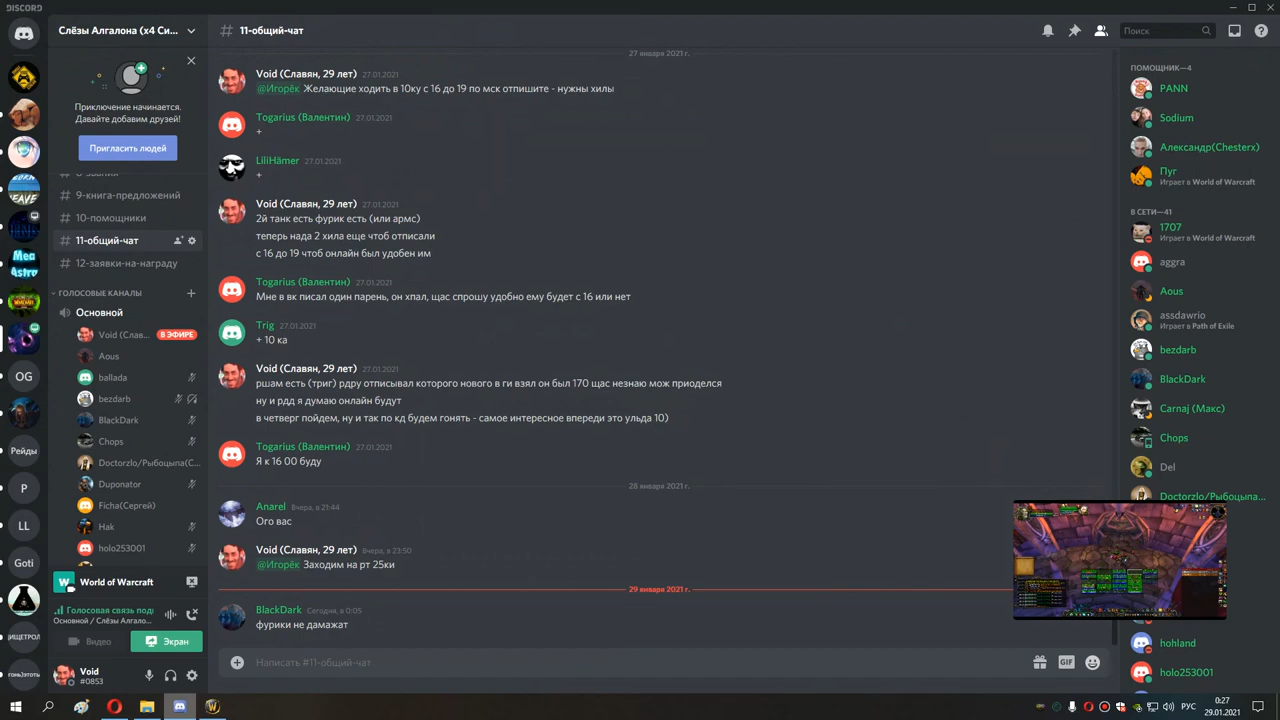 DISCORD
Слёзы Алгалона (x4 Си...
Приключение начинается.
Давайте добавим друзей!
Пригласить людей
# 9-книга-предложений
# 10-помощники
# 11-общий-чат
# 12-заявки-на-награду
ГОЛОСОВЫЕ КАНАЛЫ
Основной
Void (Слав... В ЭФИРЕ
Aous
ballada
bezdarb
BlackDark
Chops
Doctorzlo/Рыбоцыпа(С...
Duponator
Ficha(Сергей)
Hak
holo253001
World of Warcraft
Голосовая связь подк
Основной / Слёзы Алгало...
Видео
Экран
Void
#0853
OG
Рейды
P
LL
Goti
# 11-общий-чат
Поиск
27 января 2021 г.
Void (Славян, 29 лет) 27.01.2021
@Игорёк Желающие ходить в 10ку с 16 до 19 по мск отпишите - нужны хилы
Togarius (Валентин) 27.01.2021
+
LiliHämer 27.01.2021
+
Void (Славян, 29 лет) 27.01.2021
2й танк есть фурик есть (или армс)
теперь нада 2 хила еще чтоб отписали
с 16 до 19 чтоб онлайн был удобен им
Togarius (Валентин) 27.01.2021
Мне в вк писал один парень, он хпал, щас спрошу удобно ему будет с 16 или нет
Trig 27.01.2021
+ 10 ка
Void (Славян, 29 лет) 27.01.2021
ршам есть (триг) рдру отписывал которого нового в ги взял он был 170 щас незнаю мож приоделся
ну и рдд я думаю онлайн будут
в четверг пойдем, ну и так по кд будем гонять - самое интересное впереди это ульда 10)
Togarius (Валентин) 27.01.2021
Я к 16 00 буду
28 января 2021 г.
Anarel Вчера, в 21:44
Ого вас
Void (Славян, 29 лет) Вчера, в 23:50
@Игорёк Заходим на рт 25ки
29 января 2021 г.
BlackDark Сегодня, в 0:05
фурики не дамажат
Написать #11-общий-чат
GIF
ПОМОЩНИК—4
PANN
Sodium
Александр(Chesterx)
Пуг
Играет в World of Warcraft
В СЕТИ—41
1707
Играет в World of Warcraft
aggra
Aous
assdawrio
Играет в Path of Exile
bezdarb
BlackDark
Carnaj (Макс)
Chops
Del
Doctorzlo/Рыбоцыпа...
hohland
holo253001
РУС
0:27
29.01.2021